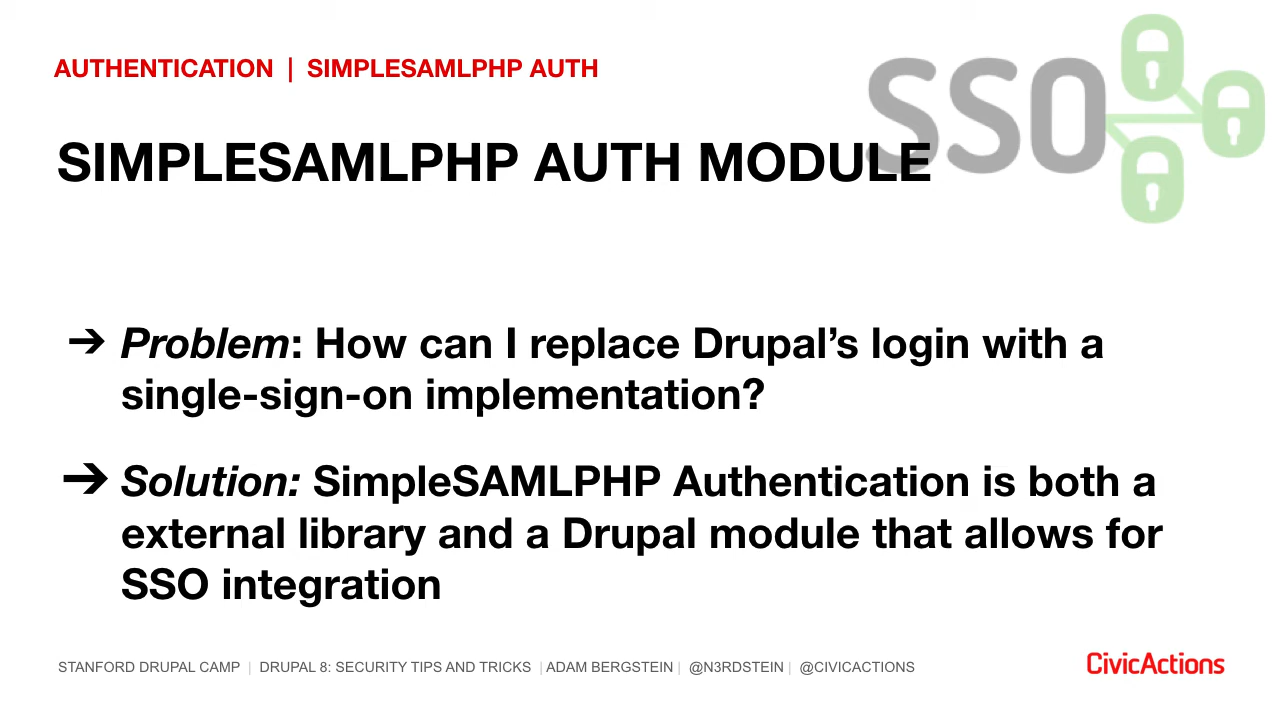 AUTHENTICATION | SIMPLESAMLPHP AUTH
SSO
SIMPLESAMLPHP AUTH MODULE
➔ Problem: How can I replace Drupal’s login with a
single-sign-on implementation?
➔ Solution: SimpleSAMLPHP Authentication is both a
external library and a Drupal module that allows for
SSO integration
STANFORD DRUPAL CAMP | DRUPAL 8: SECURITY TIPS AND TRICKS | ADAM BERGSTEIN | @N3RDSTEIN | @CIVICACTIONS
CivicActions